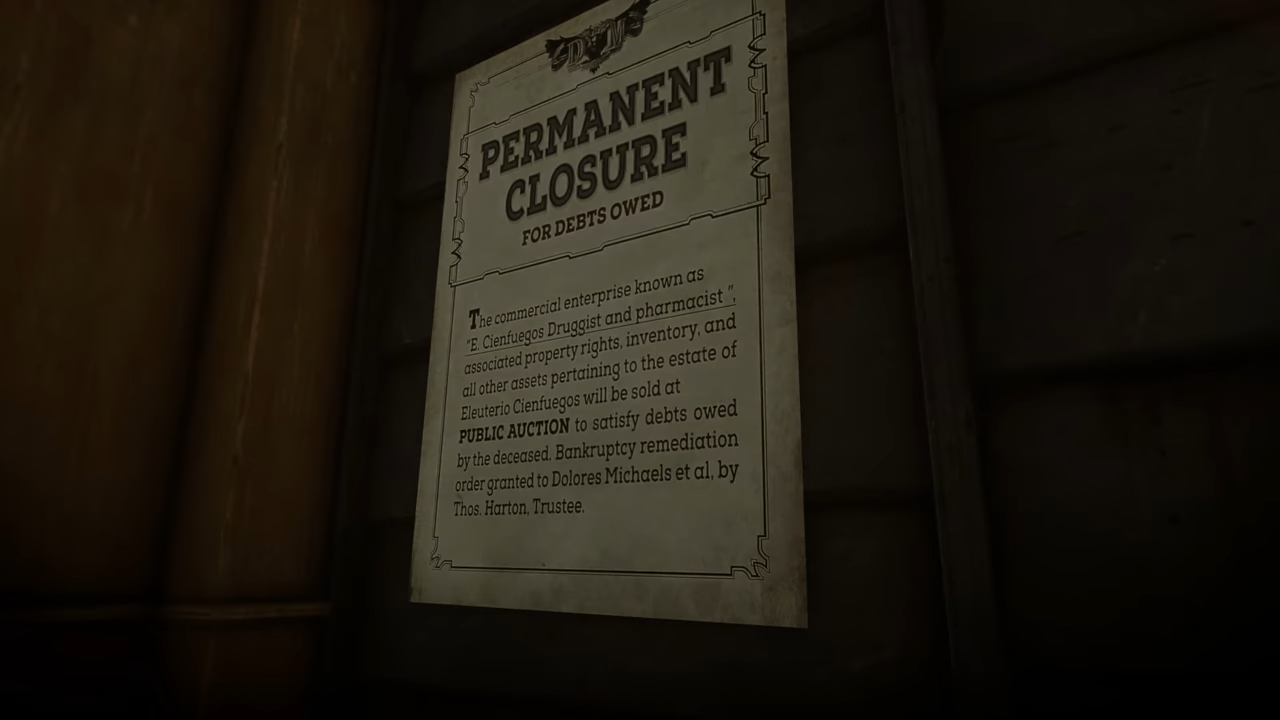 DM
PERMANENT
CLOSURE
FOR DEBTS OWED
The commercial enterprise known as
"E. Cienfuegos Druggist and pharmacist ",
associated property rights, inventory, and
all other assets pertaining to the estate of
Eleuterio Cienfuegos will be sold at
PUBLIC AUCTION to satisfy debts owed
by the deceased. Bankruptcy remediation
order granted to Dolores Michaels et al, by
Thos. Harton, Trustee.